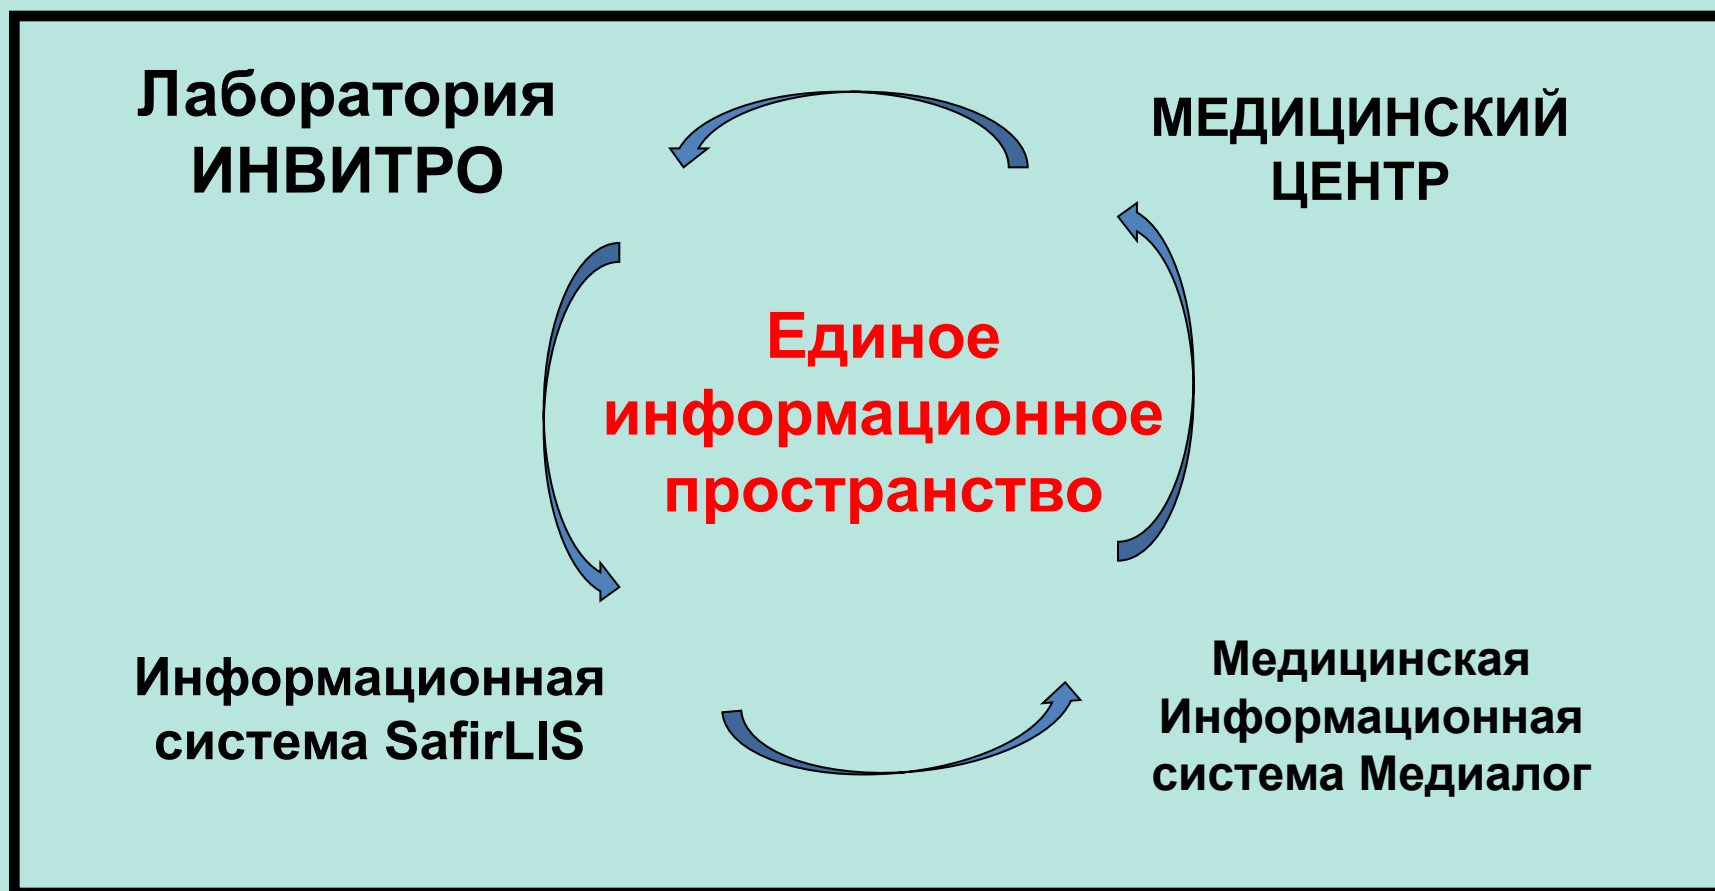 Лаборатория
ИНВИТРО
МЕДИЦИНСКИЙ
ЦЕНТР
Единое
информационное
пространство
Информационная
система SafirLIS
Медицинская
Информационная
система Медиалог